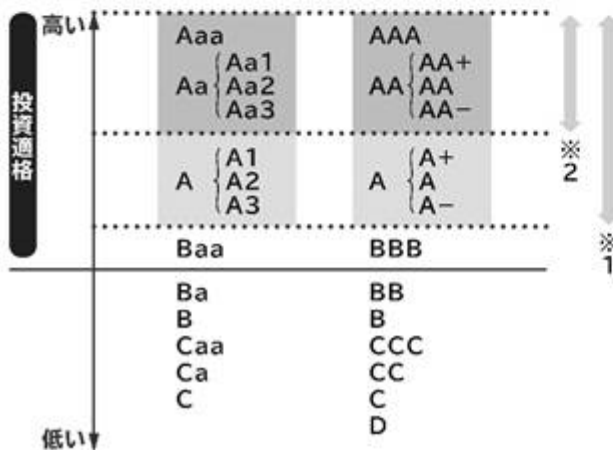 高い
投資適格
Aaa AAA
Aa { Aa1 Aa2 Aa3
AA { AA+ AA AA−
※2
A { A1 A2 A3
A { A+ A A−
※1
Baa BBB
Ba BB
B B
Caa CCC
Ca CC
C C
D
低い